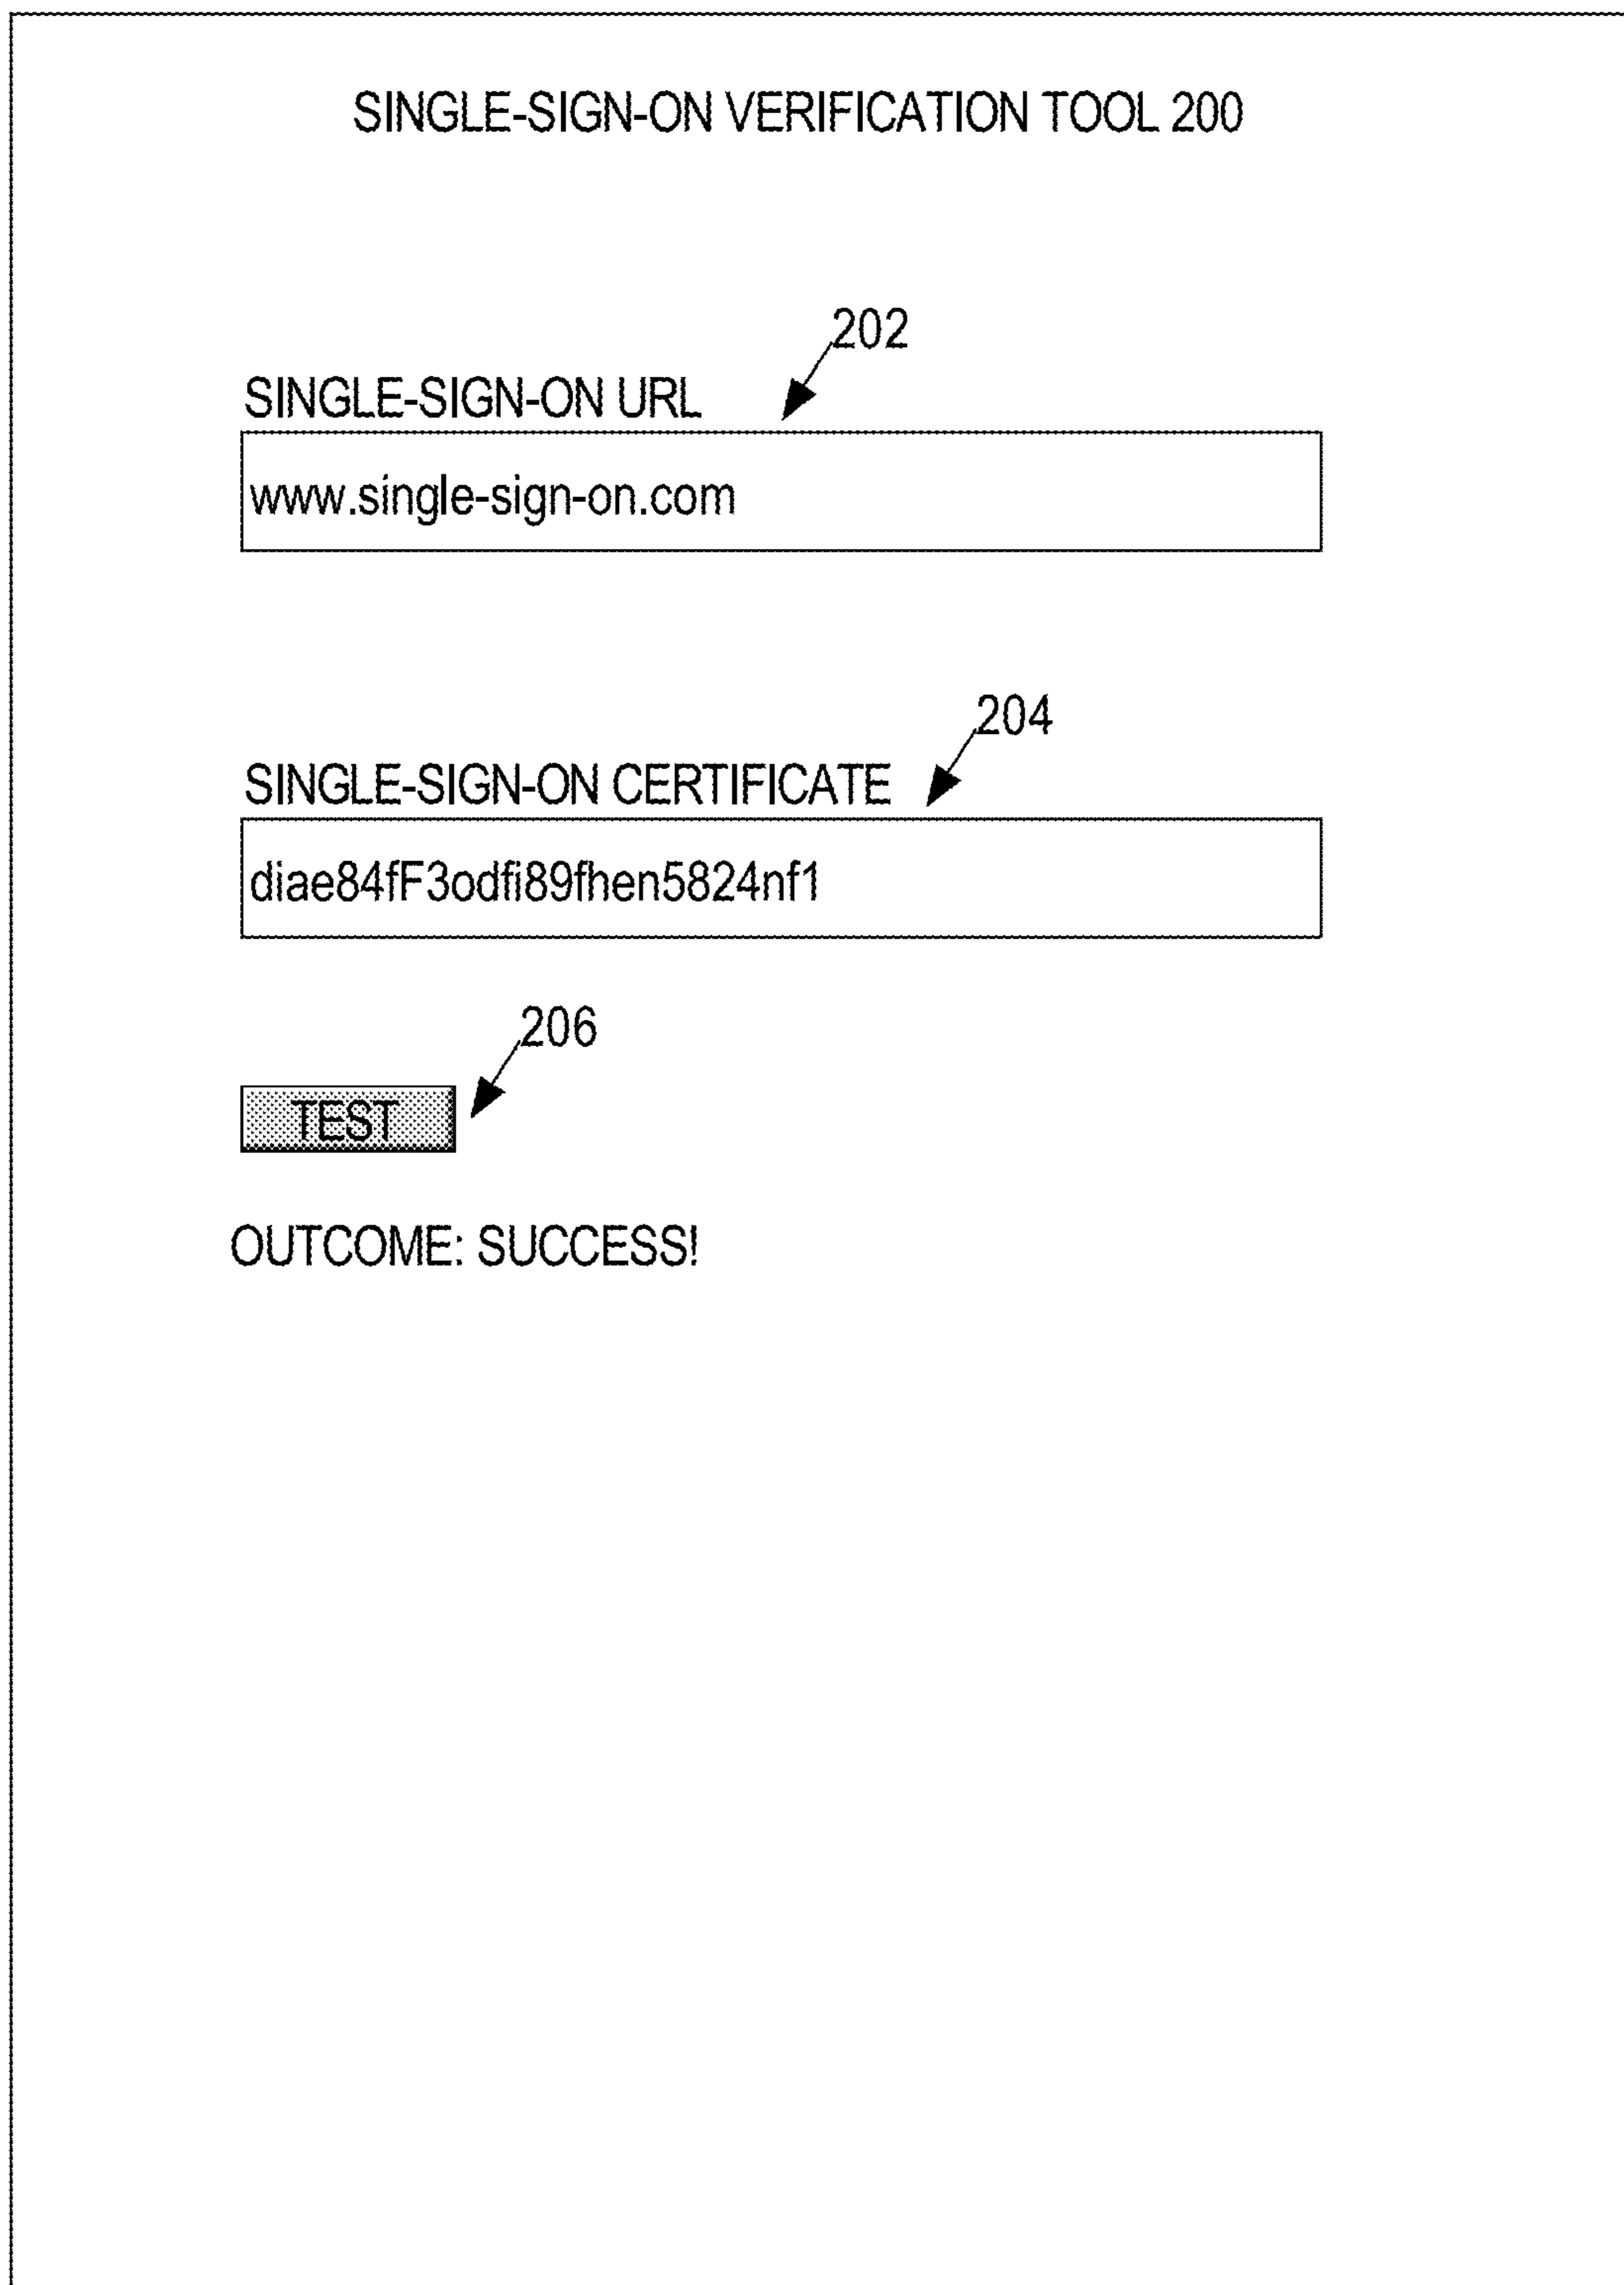 SINGLE-SIGN-ON VERIFICATION TOOL 200
202
SINGLE-SIGN-ON URL
www.single-sign-on.com
204
SINGLE-SIGN-ON CERTIFICATE
diae84fF3odfi89fhen5824nf1
206
TEST
OUTCOME: SUCCESS!